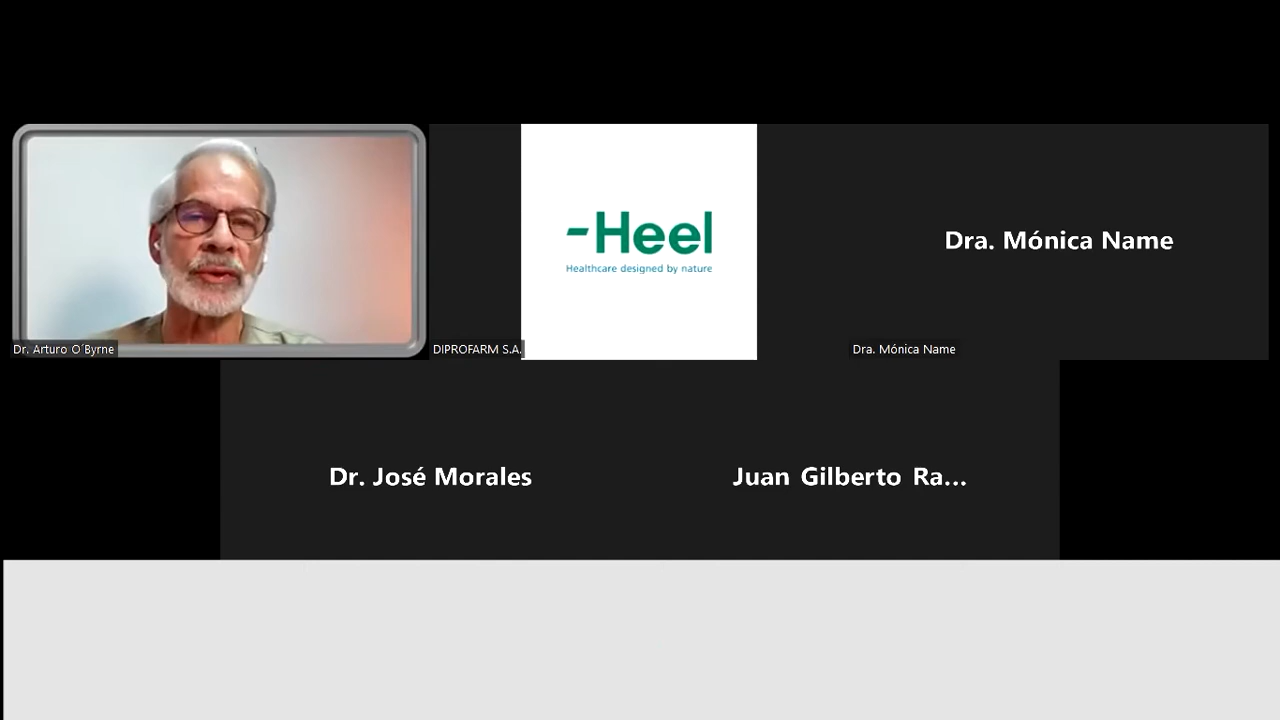 Dr. Arturo O´Byrne
DIPROFARM S.A.
-Heel
Healthcare designed by nature
Dra. Mónica Name
Dra. Mónica Name
Dr. José Morales
Juan Gilberto Ra...